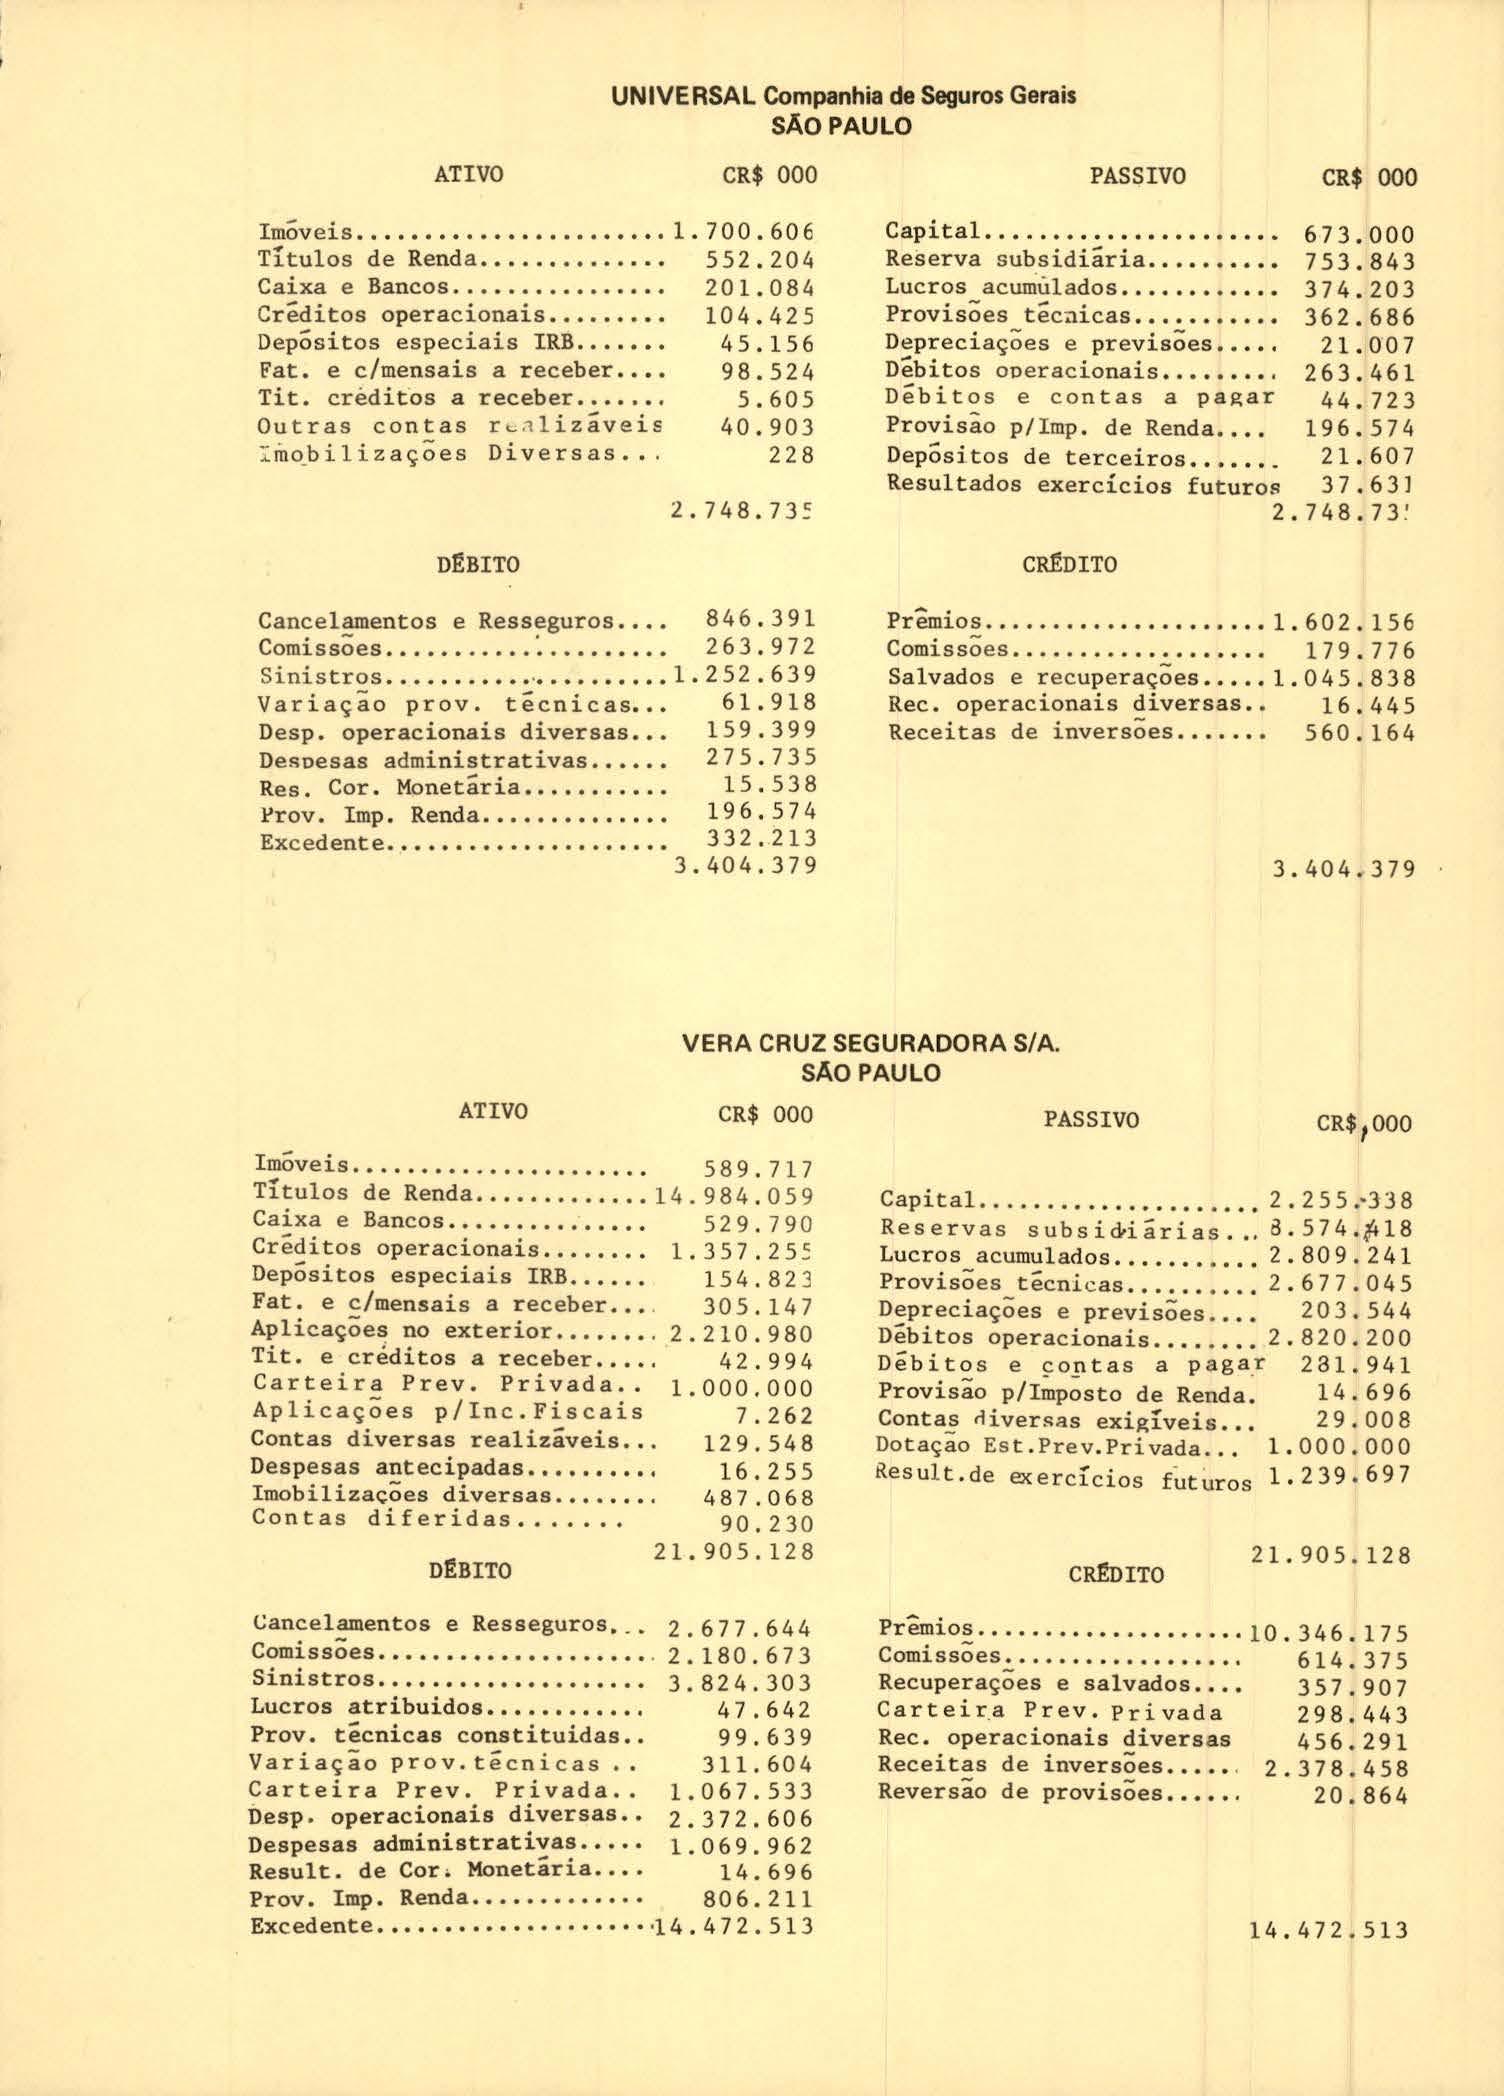 UNIVERSAL Companhia de Seguros Gerais
SÃO PAULO
ATIVO CR$ 000
Imóveis.......................1.700.606
Títulos de Renda.............. 552.204
Caixa e Bancos................ 201.084
Créditos operacionais......... 104.425
Depósitos especiais IRB....... 45.156
Fat. e c/mensais a receber.... 98.524
Tit. créditos a receber....... 5.605
Outras contas realizáveis 40.903
Imobilizações Diversas... 228
2.748.735
PASSIVO CR$ 000
Capital...................... 673.000
Reserva subsidiária.......... 753.843
Lucros acumulados............ 374.203
Provisões técnicas........... 362.686
Depreciações e previsões..... 21.007
Débitos operacionais......... 263.461
Débitos e contas a pagar 44.723
Provisão p/Imp. de Renda.... 196.574
Depósitos de terceiros....... 21.607
Resultados exercícios futuros 37.631
2.748.73
DÉBITO
Cancelamentos e Resseguros.... 846.391
Comissões..................... 263.972
Sinistros.....................1.252.639
Variação prov. técnicas... 61.918
Desp. operacionais diversas... 159.399
Despesas administrativas...... 275.735
Res. Cor. Monetária........... 15.538
Prov. Imp. Renda.............. 196.574
Excedente..................... 332.213
3.404.379
CRÉDITO
Prêmios.....................1.602.156
Comissões................... 179.776
Salvados e recuperações.....1.045.838
Rec. operacionais diversas.. 16.445
Receitas de inversões....... 560.164
3.404.379
VERA CRUZ SEGURADORA S/A.
SÃO PAULO
ATIVO CR$ 000
Imóveis...................... 589.717
Títulos de Renda.............14.984.059
Caixa e Bancos............... 529.790
Créditos operacionais........ 1.357.255
Depósitos especiais IRB...... 154.823
Fat. e c/mensais a receber.... 305.147
Aplicações no exterior........ 2.210.980
Tit. e créditos a receber..... 42.994
Carteira Prev. Privada.. 1.000.000
Aplicações p/Inc.Fiscais 7.262
Contas diversas realizáveis... 129.548
Despesas antecipadas.......... 16.255
Imobilizações diversas........ 487.068
Contas diferidas....... 90.230
21.905.128
PASSIVO CR$,000
Capital..................... 2.255.338
Reservas subsidiárias... 8.574.418
Lucros acumulados........... 2.809.241
Provisões técnicas.......... 2.677.045
Depreciações e previsões.... 203.544
Débitos operacionais........ 2.820.200
Débitos e contas a pagar 281.941
Provisão p/Imposto de Renda. 14.696
Contas diversas exigíveis... 29.008
Dotação Est.Prev.Privada... 1.000.000
Result.de exercícios futuros 1.239.697
21.905.128
DÉBITO
Cancelamentos e Resseguros... 2.677.644
Comissões.................... 2.180.673
Sinistros.................... 3.824.303
Lucros atribuidos............ 47.642
Prov. técnicas constituidas.. 99.639
Variação prov.técnicas .. 311.604
Carteira Prev. Privada.. 1.067.533
Desp. operacionais diversas.. 2.372.606
Despesas administrativas..... 1.069.962
Result. de Cor. Monetária.... 14.696
Prov. Imp. Renda............. 806.211
Excedente.....................14.472.513
CRÉDITO
Prêmios....................10.346.175
Comissões.................. 614.375
Recuperações e salvados.... 357.907
Carteira Prev. Privada 298.443
Rec. operacionais diversas 456.291
Receitas de inversões...... 2.378.458
Reversão de provisões...... 20.864
14.472.513